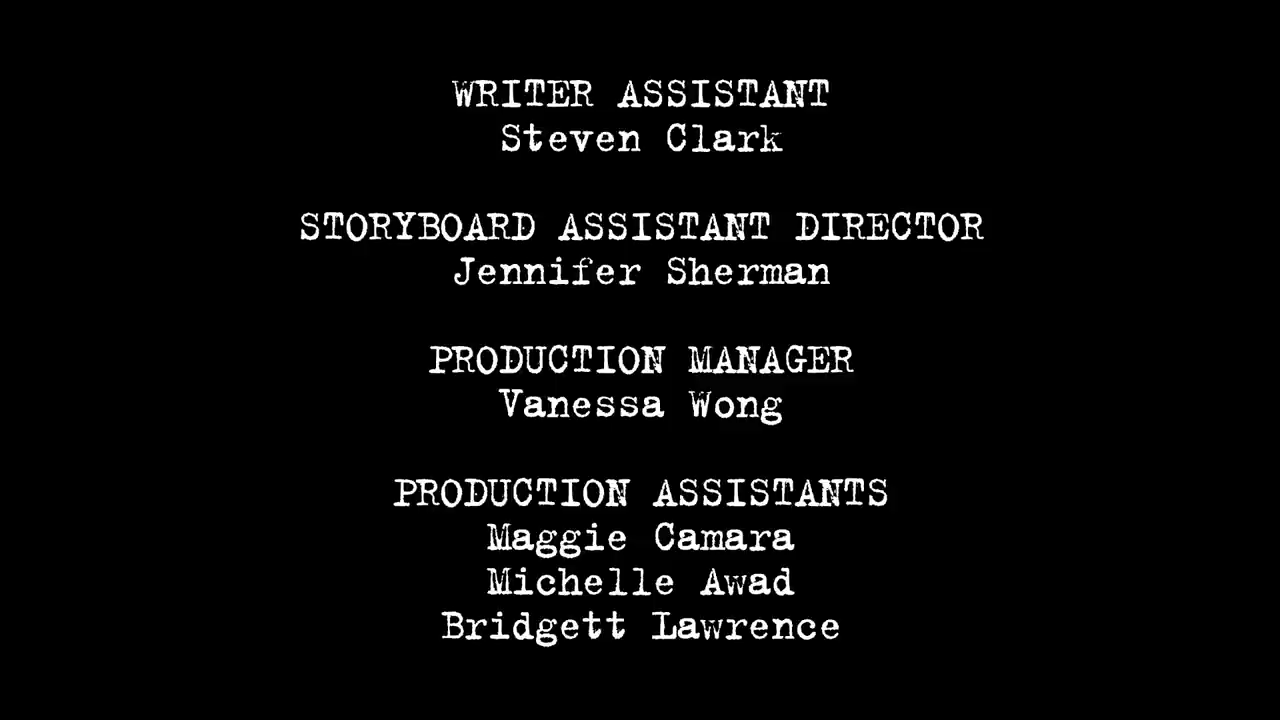 WRITER ASSISTANT
Steven Clark
STORYBOARD ASSISTANT DIRECTOR
Jennifer Sherman
PRODUCTION MANAGER
Vanessa Wong
PRODUCTION ASSISTANTS
Maggie Camara
Michelle Awad
Bridgett Lawrence